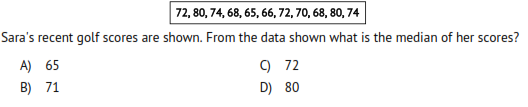 72, 80, 74, 68, 65, 66, 72, 70, 68, 80, 74
Sara's recent golf scores are shown. From the data shown what is the median of her scores?
A) 65 C) 72
B) 71 D) 80